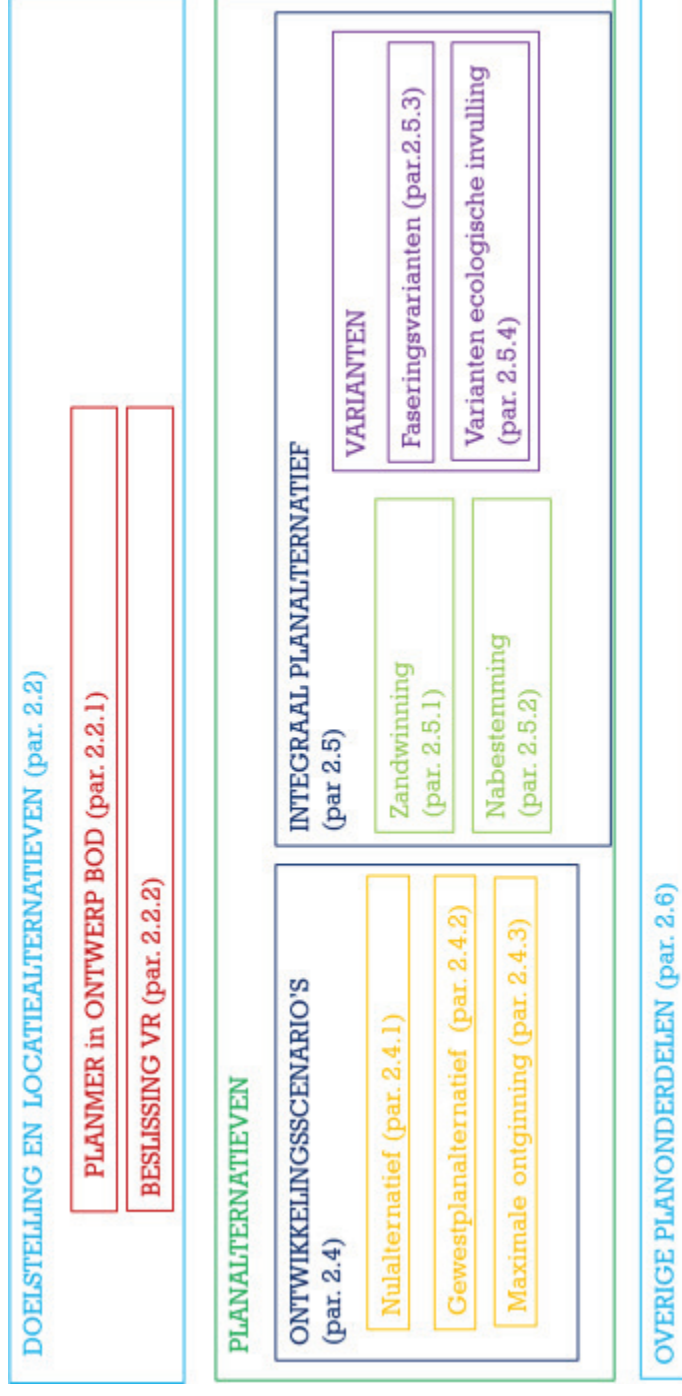 DOELSTELLING EN LOCATIEALTERNATIEVEN (par. 2.2)
PLANMER in ONTWERP BOD (par. 2.2.1)
BESLISSING VR (par. 2.2.2)
PLANALTERNATIEVEN
ONTWIKKELINGSSCENARIO'S
(par. 2.4)
Nulalternatief (par. 2.4.1)
Gewestplanalternatief (par. 2.4.2)
Maximale ontginning (par. 2.4.3)
INTEGRAAL PLANALTERNATIEF
(par 2.5)
Zandwinning
(par. 2.5.1)
Nabestemming
(par. 2.5.2)
VARIANTEN
Faseringsvarianten (par.2.5.3)
Varianten ecologische invulling
(par. 2.5.4)
OVERIGE PLANONDERDELEN (par. 2.6)